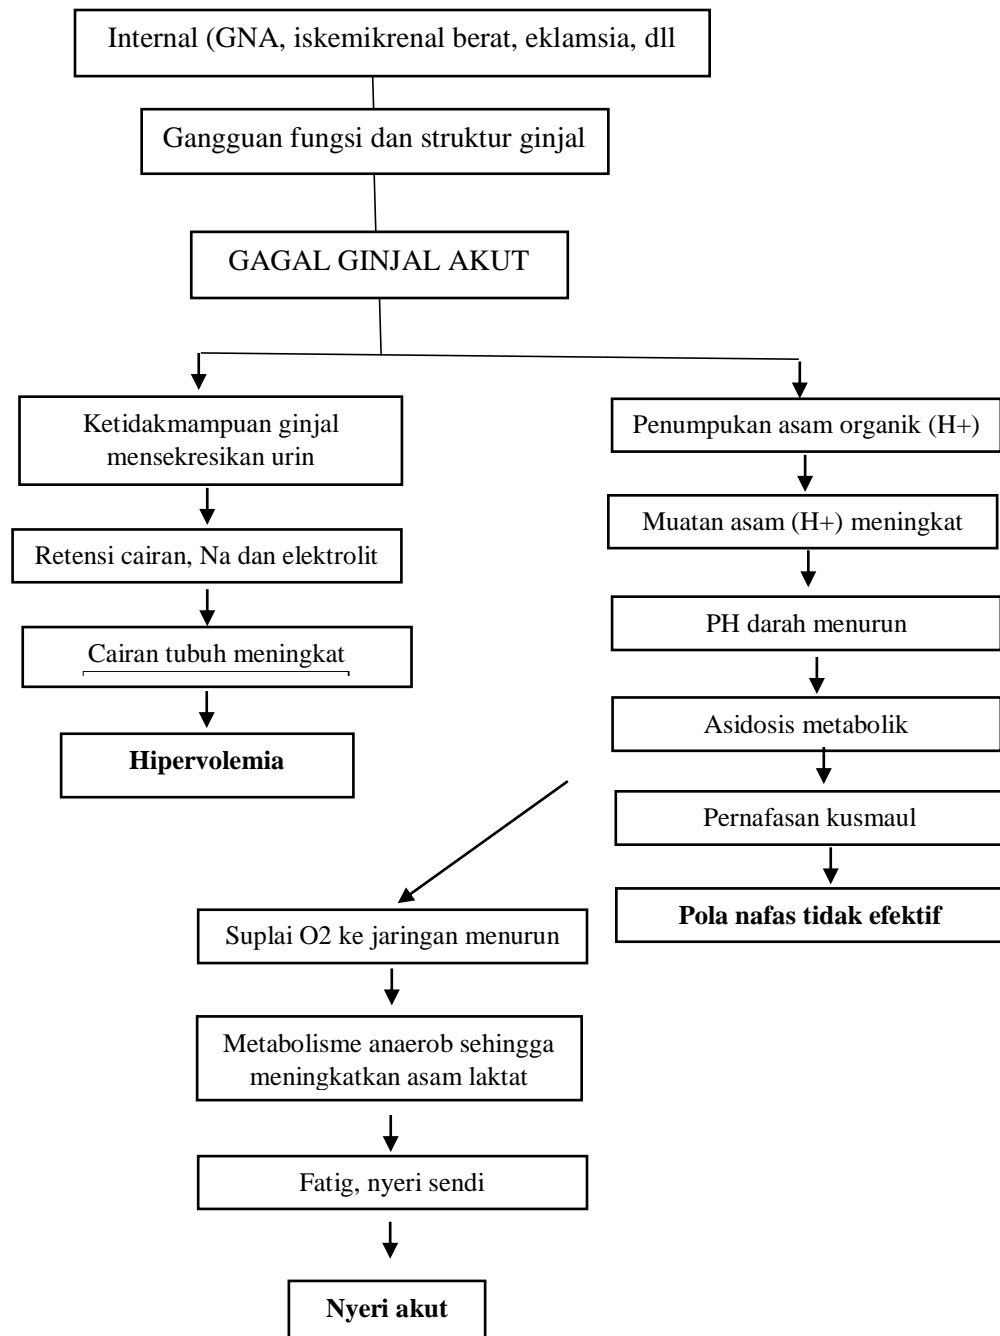 Internal (GNA, iskemikrenal berat, eklamsia, dll
Gangguan fungsi dan struktur ginjal
GAGAL GINJAL AKUT
Ketidakmampuan ginjal
mensekresikan urin
Retensi cairan, Na dan elektrolit
Cairan tubuh meningkat
Hipervolemia
Penumpukan asam organik (H+)
Muatan asam (H+) meningkat
PH darah menurun
Asidosis metabolik
Pernafasan kusmaul
Pola nafas tidak efektif
Suplai O2 ke jaringan menurun
Metabolisme anaerob sehingga
meningkatkan asam laktat
Fatig, nyeri sendi
Nyeri akut